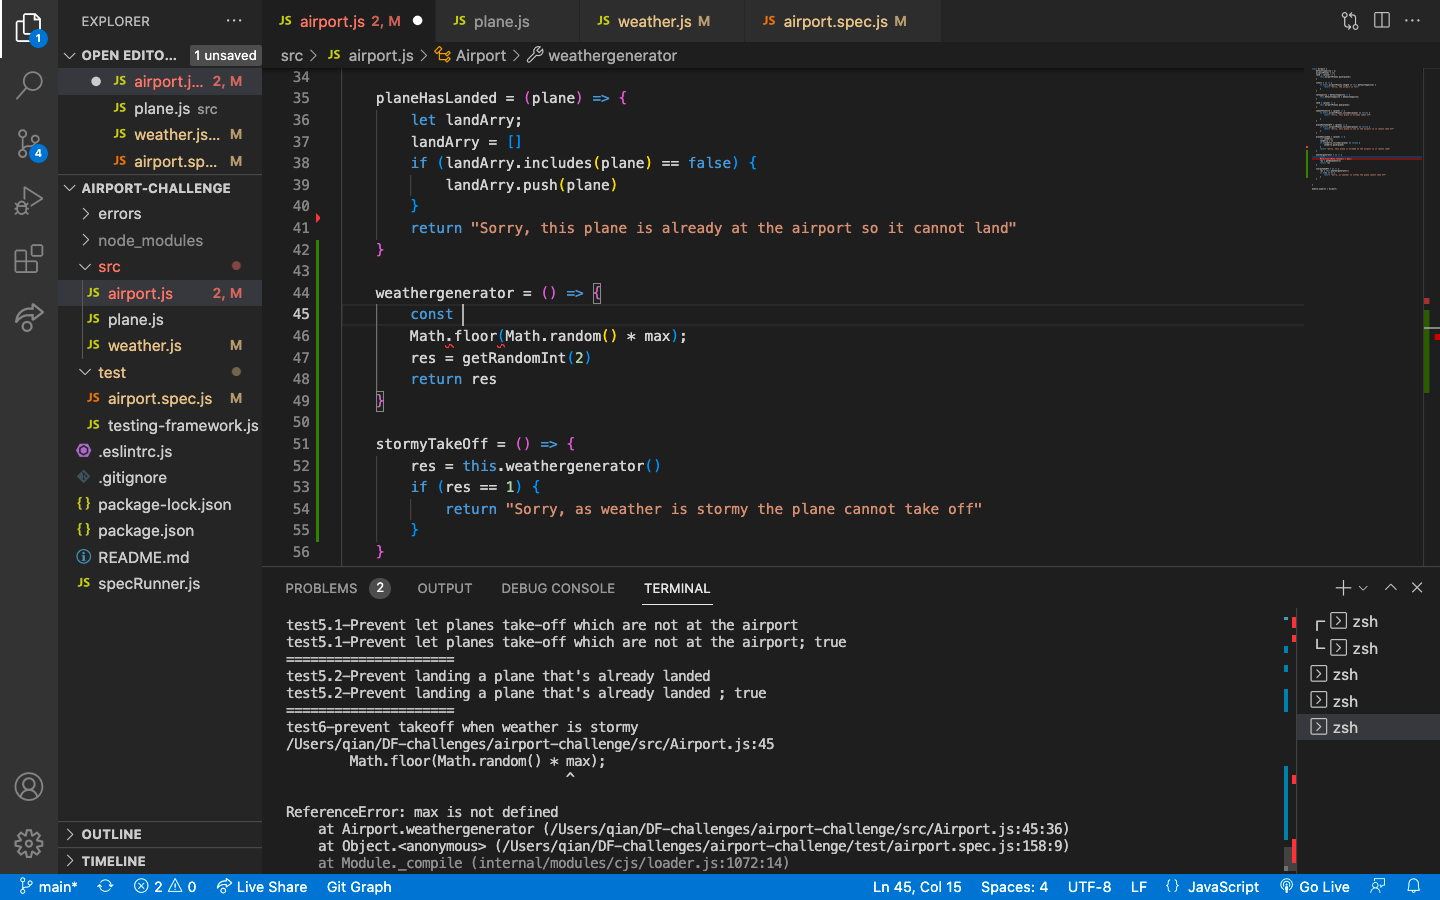 EXPLORER
airport.js 2, M
plane.js
weather.js M
airport.spec.js M
OPEN EDITO... 1 unsaved
src > JS airport.js > Airport > weathergenerator
JS airport.j... 2, M
JS plane.js src
JS weather.js... M
JS airport.sp... M
AIRPORT-CHALLENGE
errors
node_modules
src
JS airport.js 2, M
JS plane.js
JS weather.js M
test
JS airport.spec.js M
JS testing-framework.js
.eslintrc.js
.gitignore
{} package-lock.json
{} package.json
README.md
JS specRunner.js
OUTLINE
TIMELINE
34
35 planeHasLanded = (plane) => {
36 let landArry;
37 landArry = []
38 if (landArry.includes(plane) == false) {
39 landArry.push(plane)
40 }
41 return "Sorry, this plane is already at the airport so it cannot land"
42 }
43
44 weathergenerator = () => {
45 const
46 Math.floor(Math.random() * max);
47 res = getRandomInt(2)
48 return res
49 }
50
51 stormyTakeOff = () => {
52 res = this.weathergenerator()
53 if (res == 1) {
54 return "Sorry, as weather is stormy the plane cannot take off"
55 }
56 }
PROBLEMS 2 OUTPUT DEBUG CONSOLE TERMINAL
test5.1-Prevent let planes take-off which are not at the airport
test5.1-Prevent let planes take-off which are not at the airport; true
=====================
test5.2-Prevent landing a plane that's already landed
test5.2-Prevent landing a plane that's already landed ; true
=====================
test6-prevent takeoff when weather is stormy
/Users/qian/DF-challenges/airport-challenge/src/Airport.js:45
Math.floor(Math.random() * max);
^
ReferenceError: max is not defined
at Airport.weathergenerator (/Users/qian/DF-challenges/airport-challenge/src/Airport.js:45:36)
at Object.<anonymous> (/Users/qian/DF-challenges/airport-challenge/test/airport.spec.js:158:9)
at Module._compile (internal/modules/cjs/loader.js:1072:14)
zsh
zsh
zsh
zsh
zsh
1
4
main* 2 0 Live Share Git Graph Ln 45, Col 15 Spaces: 4 UTF-8 LF {} JavaScript Go Live